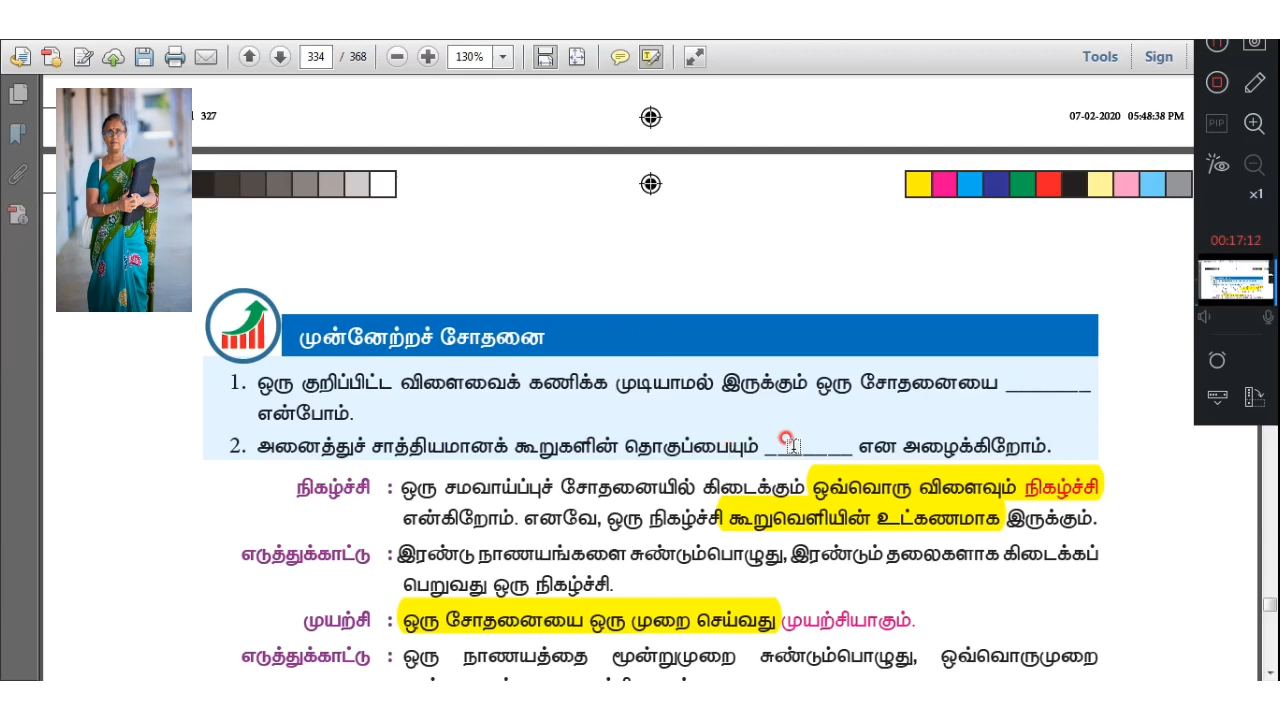 334 / 368 130% Tools Sign
327 07-02-2020 05:48:38 PM
PIP
x1
00:17:12
முன்னேற்றச் சோதனை
1. ஒரு குறிப்பிட்ட விளைவைக் கணிக்க முடியாமல் இருக்கும் ஒரு சோதனையை ________
என்போம்.
2. அனைத்துச் சாத்தியமானக் கூறுகளின் தொகுப்பையும் ________ என அழைக்கிறோம்.
நிகழ்ச்சி : ஒரு சமவாய்ப்புச் சோதனையில் கிடைக்கும் ஒவ்வொரு விளைவும் நிகழ்ச்சி
என்கிறோம். எனவே, ஒரு நிகழ்ச்சி கூறுவெளியின் உட்கணமாக இருக்கும்.
எடுத்துக்காட்டு : இரண்டு நாணயங்களை சுண்டும்பொழுது, இரண்டும் தலைகளாக கிடைக்கப்
பெறுவது ஒரு நிகழ்ச்சி.
முயற்சி : ஒரு சோதனையை ஒரு முறை செய்வது முயற்சியாகும்.
எடுத்துக்காட்டு : ஒரு நாணயத்தை மூன்றுமுறை சுண்டும்பொழுது, ஒவ்வொருமுறை